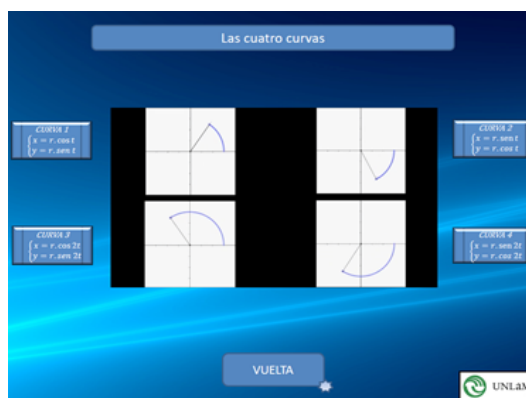 Las cuatro curvas
CURVA 1
x = r.cos t
y = r.sen t
CURVA 2
x = r.sen t
y = r.cos t
CURVA 3
x = r.cos 2t
y = r.sen 2t
CURVA 4
x = r.sen 2t
y = r.cos 2t
VUELTA
UNLaM